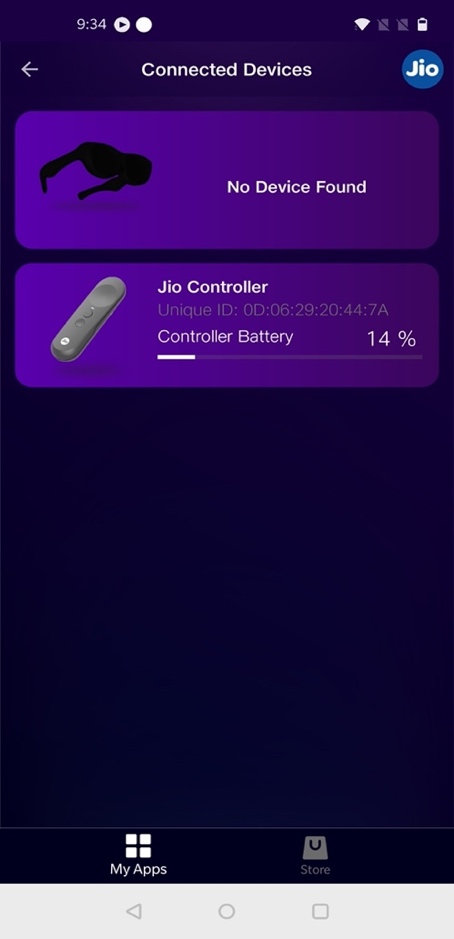 9:34
Connected Devices
Jio
No Device Found
Jio Controller
Unique ID: 0D:06:29:20:44:7A
Controller Battery 14 %
My Apps Store